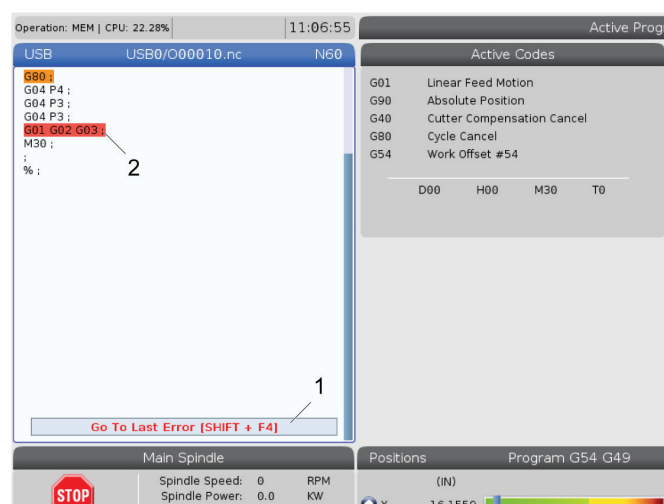 Operation: MEM | CPU: 22.28%
11:06:55
Active Prog
USB USB0/O00010.nc N60
G80 ;
G04 P4 ;
G04 P3 ;
G04 P3 ;
G01 G02 G03 ;
M30 ;
;
% ;
2
1
Go To Last Error [SHIFT + F4]
Active Codes
G01 Linear Feed Motion
G90 Absolute Position
G40 Cutter Compensation Cancel
G80 Cycle Cancel
G54 Work Offset #54
D00 H00 M30 T0
Main Spindle
STOP
Spindle Speed: 0 RPM
Spindle Power: 0.0 KW
Positions Program G54 G49
(IN)
X 16.1550